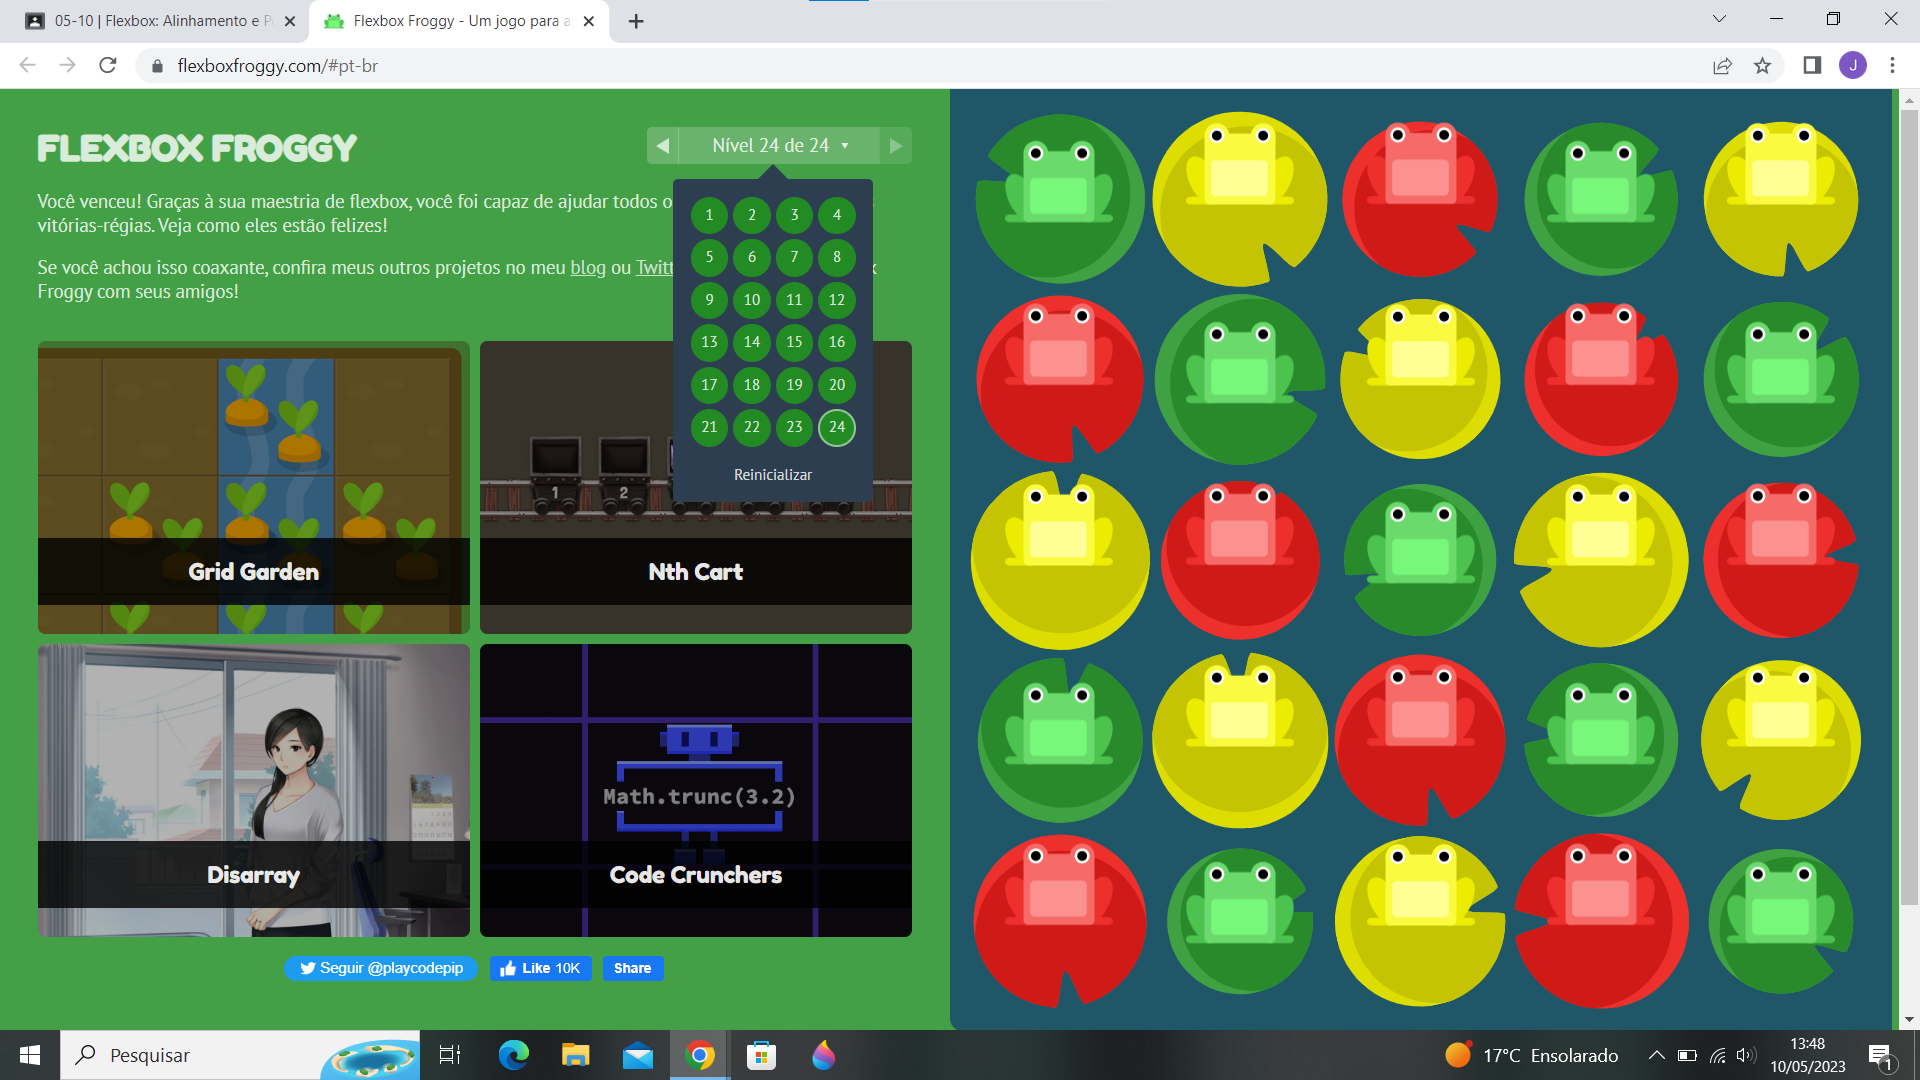 05-10 | Flexbox: Alinhamento e P
Flexbox Froggy - Um jogo para a
flexboxfroggy.com/#pt-br
J
FLEXBOX FROGGY
Nível 24 de 24
Você venceu! Graças à sua maestria de flexbox, você foi capaz de ajudar todos o
vitórias-régias. Veja como eles estão felizes!
Se você achou isso coaxante, confira meus outros projetos no meu blog ou Twitt
Froggy com seus amigos!
1 2 3 4
5 6 7 8
9 10 11 12
13 14 15 16
17 18 19 20
21 22 23 24
Reinicializar
1 2
Grid Garden
Nth Cart
Math.trunc(3.2)
Disarray
Code Crunchers
Seguir @playcodepip
Like 10K
Share
Pesquisar
17°C Ensolarado
13:48
10/05/2023
1